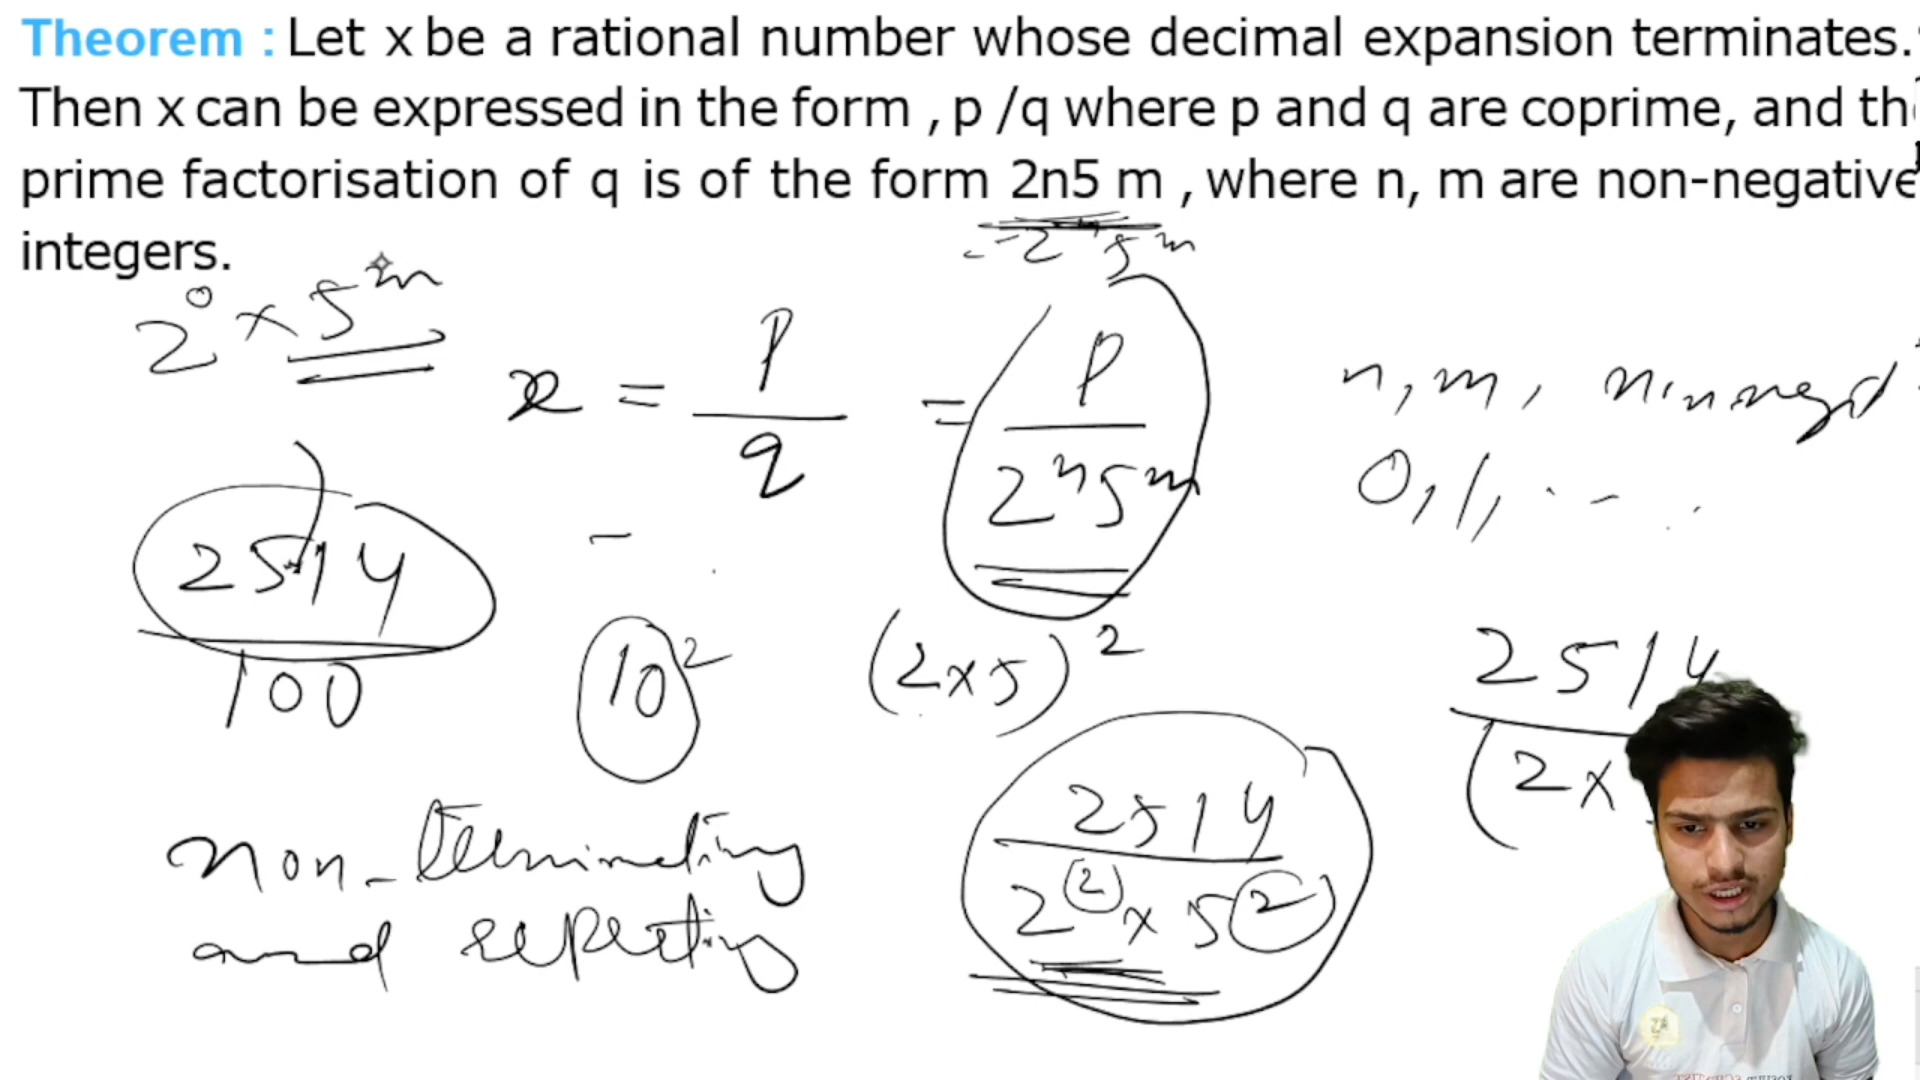 Theorem : Let x be a rational number whose decimal expansion terminates.
Then x can be expressed in the form , p /q where p and q are coprime, and th
prime factorisation of q is of the form 2n5 m , where n, m are non-negative
integers.
2ⁿ 5ᵐ
2⁰ × 5ᵐ
x = p/q = p/2ⁿ5ᵐ
n, m,
0, 1, ...
2514/100
10²
(2×5)²
2514
(2×
non-terminating
and repeating
2514/2² × 5²